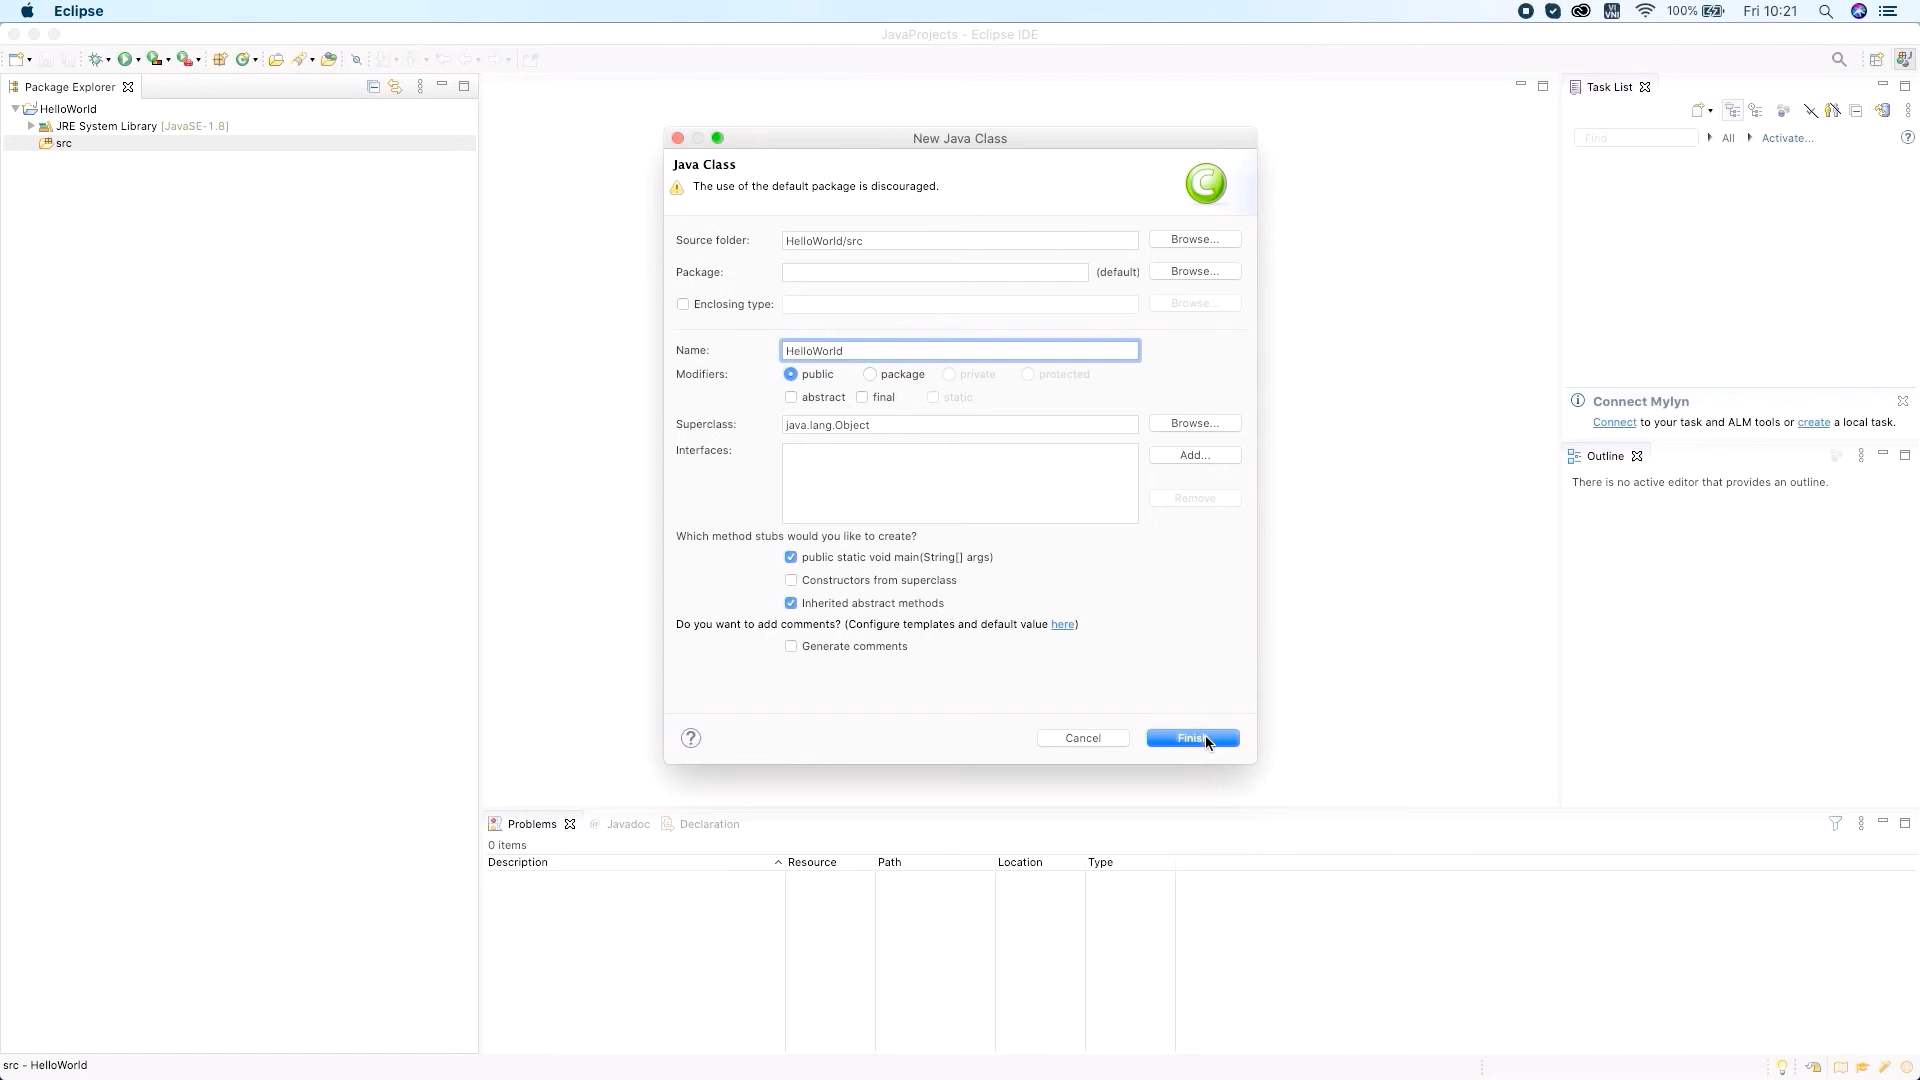 Eclipse
VI
VNI
100%
Fri 10:21
JavaProjects - Eclipse IDE
Package Explorer
HelloWorld
JRE System Library [JavaSE-1.8]
src
New Java Class
Java Class
The use of the default package is discouraged.
C
Source folder:
HelloWorld/src
Browse...
Package:
(default)
Browse...
Enclosing type:
Browse...
Name:
HelloWorld
Modifiers:
public
package
private
protected
abstract
final
static
Superclass:
java.lang.Object
Browse...
Interfaces:
Add...
Remove
Which method stubs would you like to create?
public static void main(String[] args)
Constructors from superclass
Inherited abstract methods
Do you want to add comments? (Configure templates and default value here)
Generate comments
?
Cancel
Finish
Task List
Find
All
Activate...
?
Connect Mylyn
Connect to your task and ALM tools or create a local task.
Outline
There is no active editor that provides an outline.
Problems
@ Javadoc
Declaration
0 items
Description
Resource
Path
Location
Type
src - HelloWorld